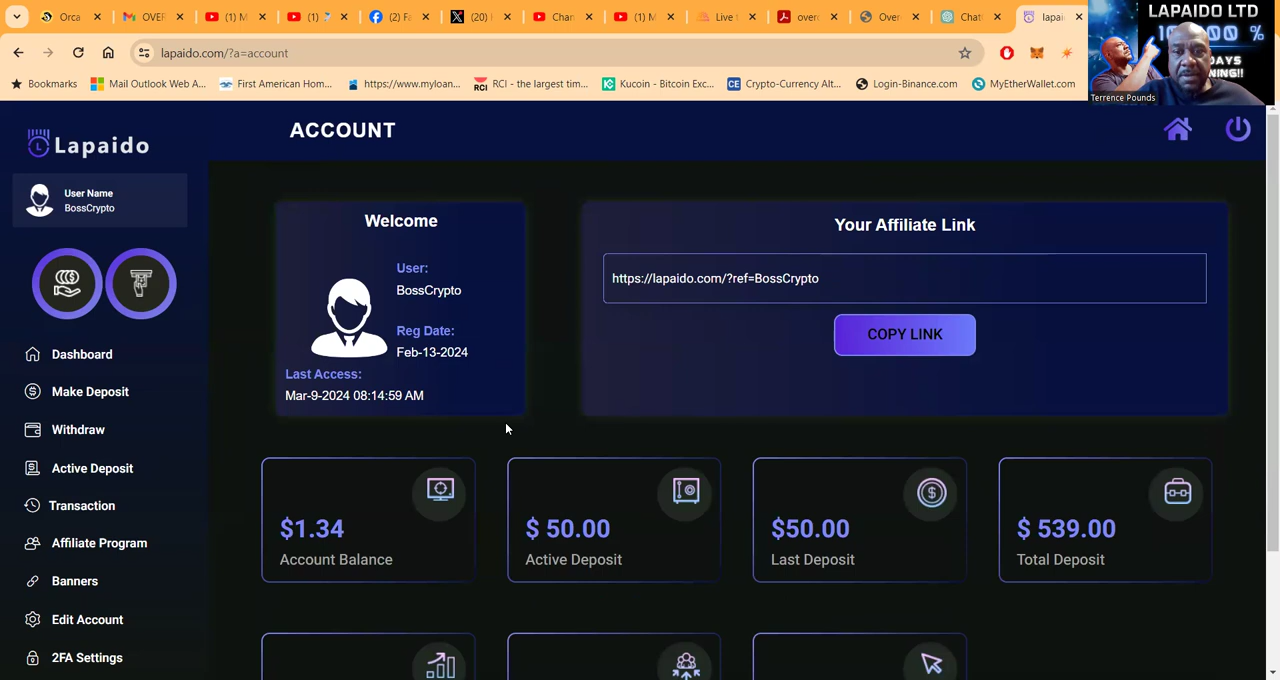 Orca
M OVER
(1) M
(1)
(2) Fa
(20)
Chan
(1) M
Live
over
Over
Chat
lapai
lapaido.com/?a=account
LAPAIDO LTD
%
DAYS
Terrence Pounds
Bookmarks
Mail Outlook Web A...
First American Hom...
https://www.myloan...
RCI
RCI - the largest tim...
Kucoin - Bitcoin Exc...
CE
Crypto-Currency Alt...
Login-Binance.com
MyEtherWallet.com
Lapaido
ACCOUNT
User Name
BossCrypto
Dashboard
Make Deposit
Withdraw
Active Deposit
Transaction
Affiliate Program
Banners
Edit Account
2FA Settings
Welcome
User:
BossCrypto
Reg Date:
Feb-13-2024
Last Access:
Mar-9-2024 08:14:59 AM
Your Affiliate Link
https://lapaido.com/?ref=BossCrypto
COPY LINK
$1.34
Account Balance
$ 50.00
Active Deposit
$50.00
Last Deposit
$ 539.00
Total Deposit